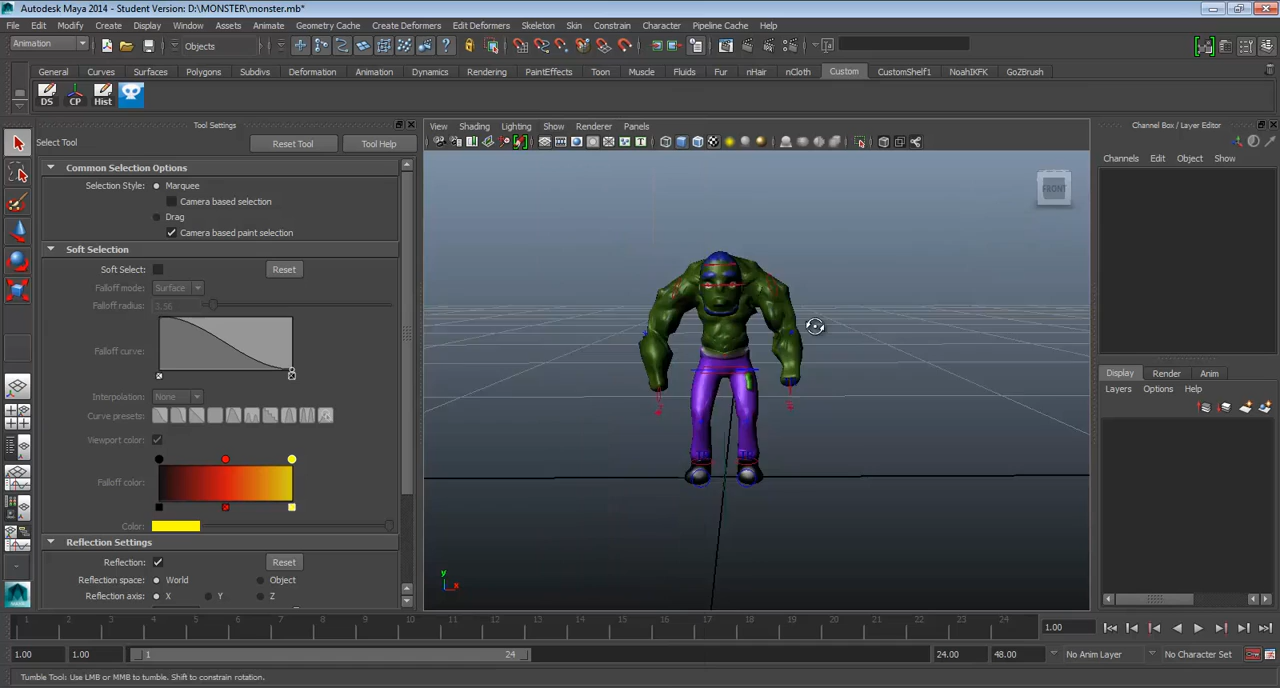 Autodesk Maya 2014 - Student Version: D:\MONSTER\monster.mb*
File Edit Modify Create Display Window Assets Animate Geometry Cache Create Deformers Edit Deformers Skeleton Skin Constrain Character Pipeline Cache Help
Animation Objects
General Curves Surfaces Polygons Subdivs Deformation Animation Dynamics Rendering PaintEffects Toon Muscle Fluids Fur nHair nCloth Custom CustomShelf1 NoahIKFK GoZBrush
DS CP Hist
Tool Settings
Select Tool Reset Tool Tool Help
Common Selection Options
Selection Style: Marquee
Camera based selection
Drag
Camera based paint selection
Soft Selection
Soft Select: Reset
Falloff mode: Surface
Falloff radius: 3.56
Falloff curve:
Interpolation: None
Curve presets:
Viewport color:
Falloff color:
Color:
Reflection Settings
Reflection: Reset
Reflection space: World Object
Reflection axis: X Y Z
View Shading Lighting Show Renderer Panels
FRONT
y
x
Channel Box / Layer Editor
Channels Edit Object Show
Display Render Anim
Layers Options Help
1 2 3 4 5 6 7 8 9 10 11 12 13 14 15 16 17 18 19 20 21 22 23 24 1.00
1.00 1.00 1 24 24.00 48.00 No Anim Layer No Character Set
Tumble Tool: Use LMB or MMB to tumble. Shift to constrain rotation.